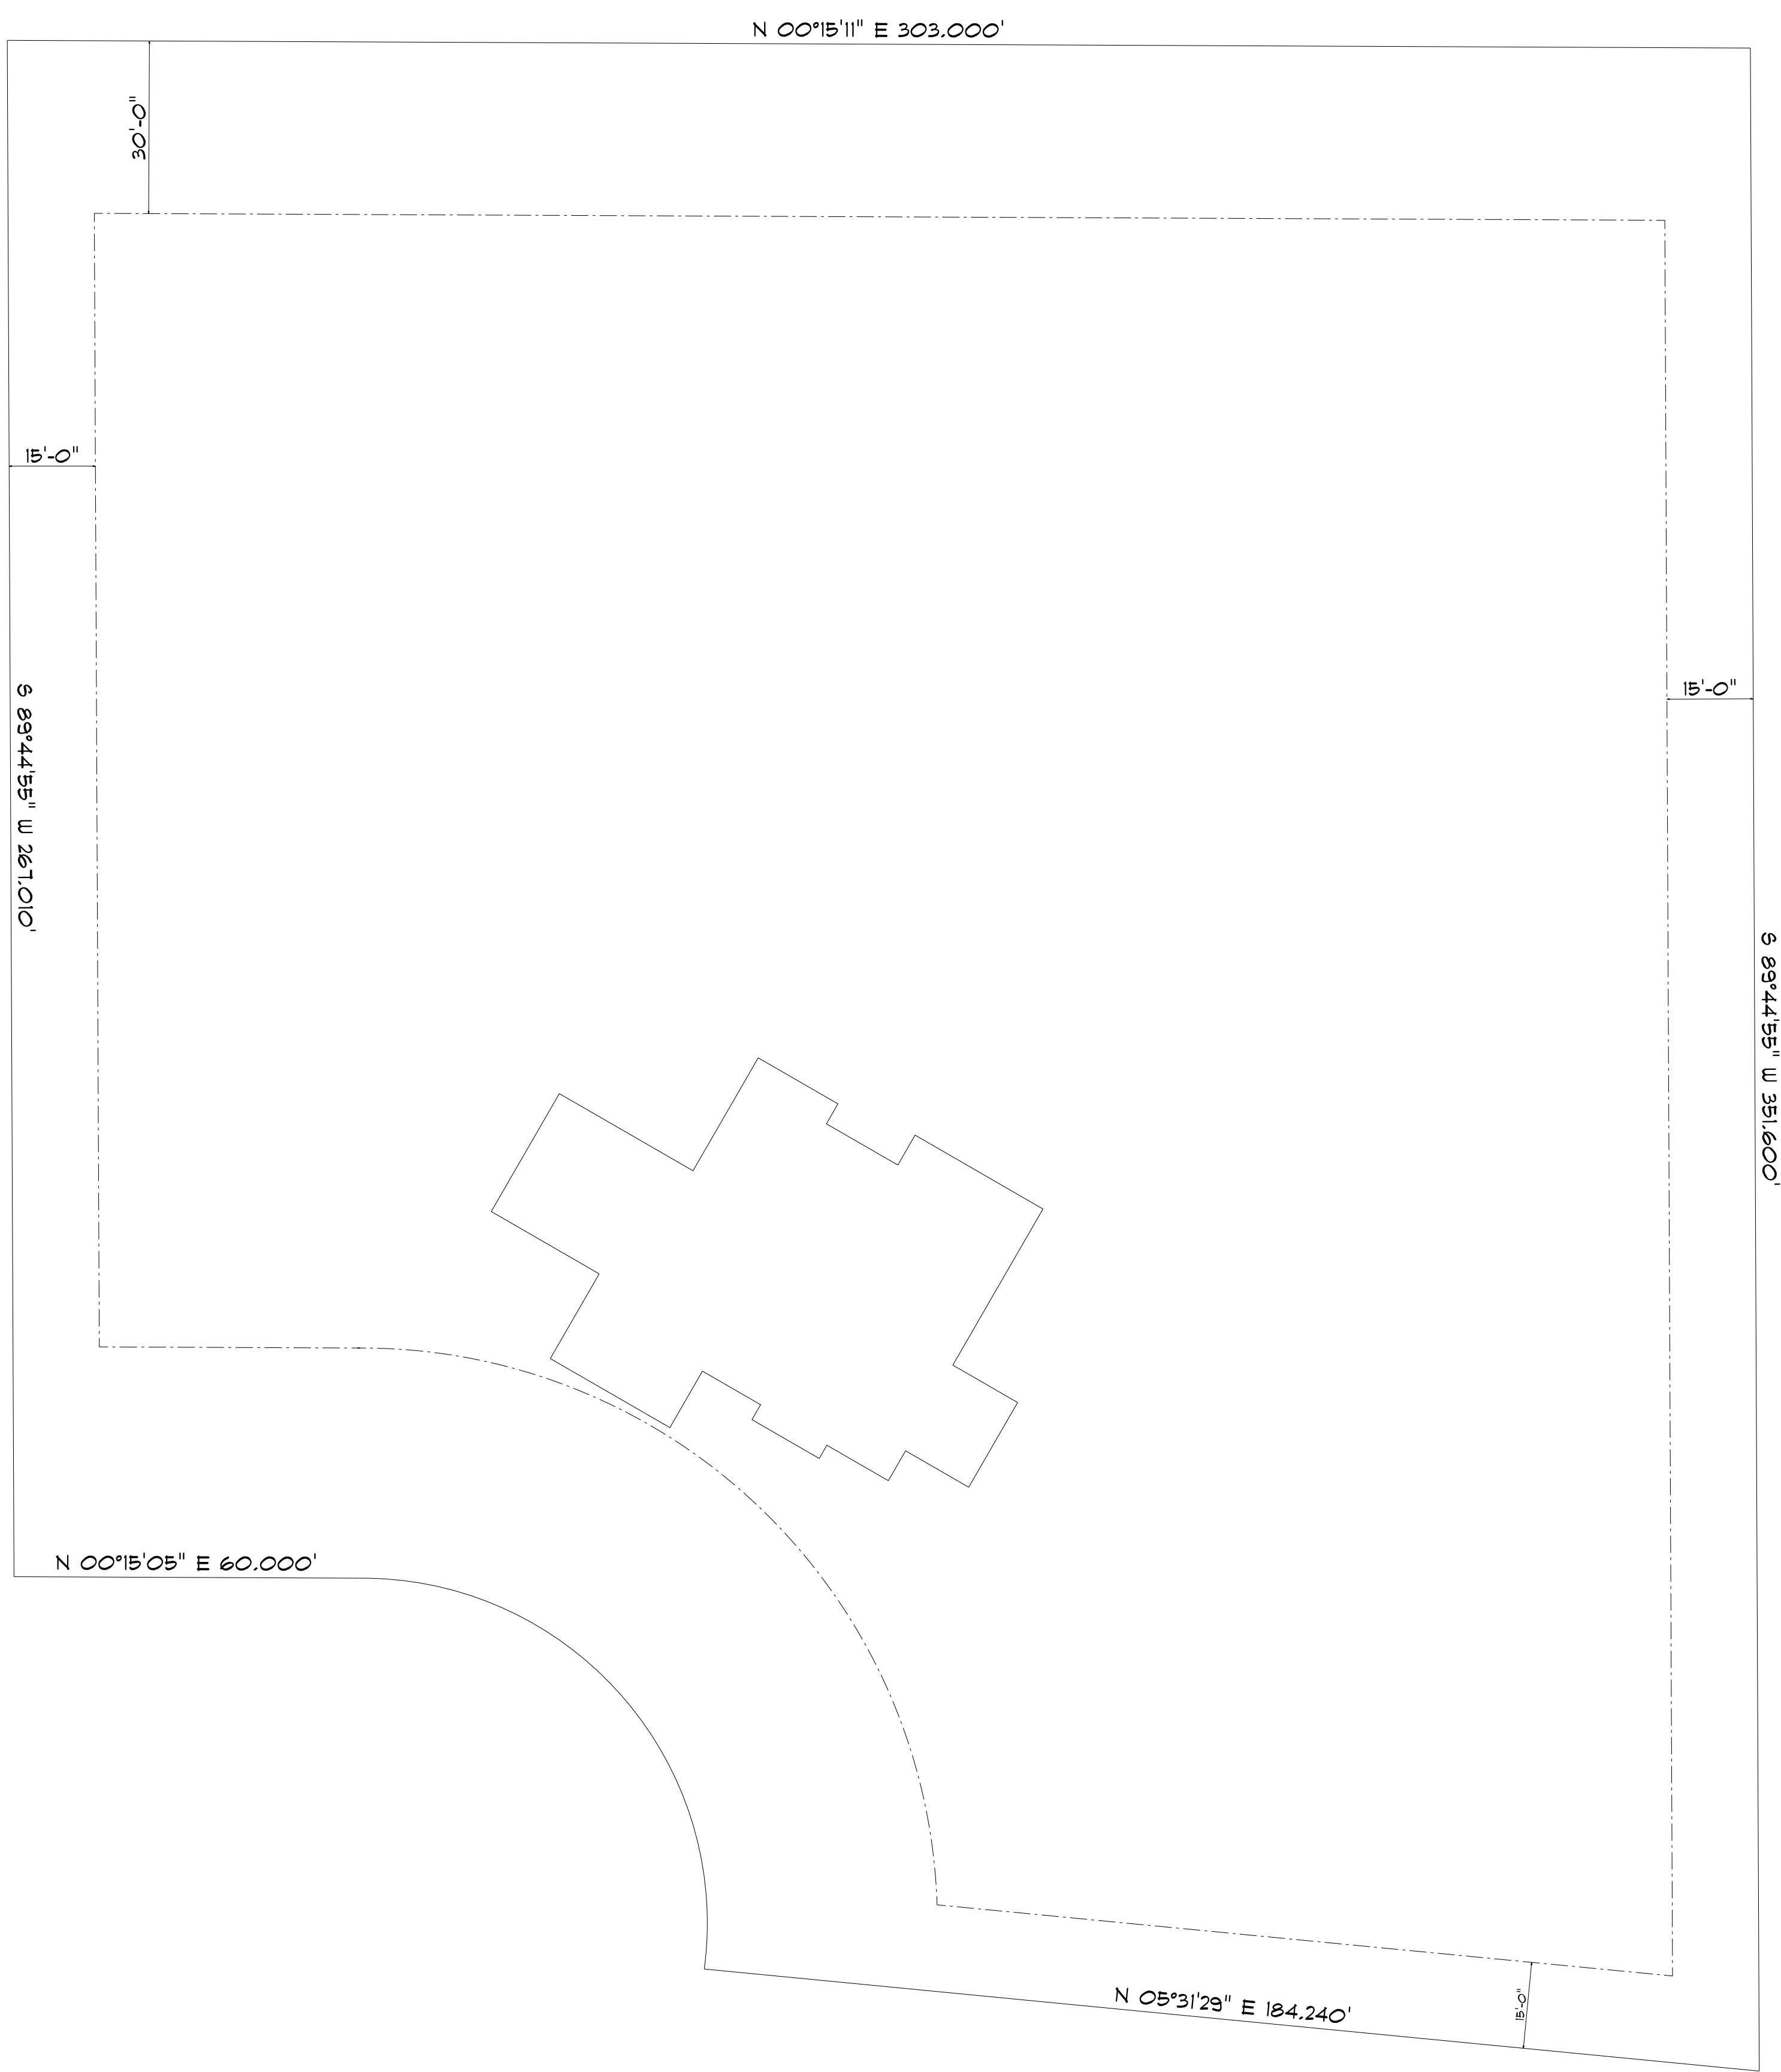 N 00°15'11" E 303.000'
30'-0"
15'-0"
15'-0"
S 89°44'55" W 267.010'
S 89°44'55" W 351.600'
N 00°15'05" E 60.000'
N 05°31'29" E 184.240'
15'-0"